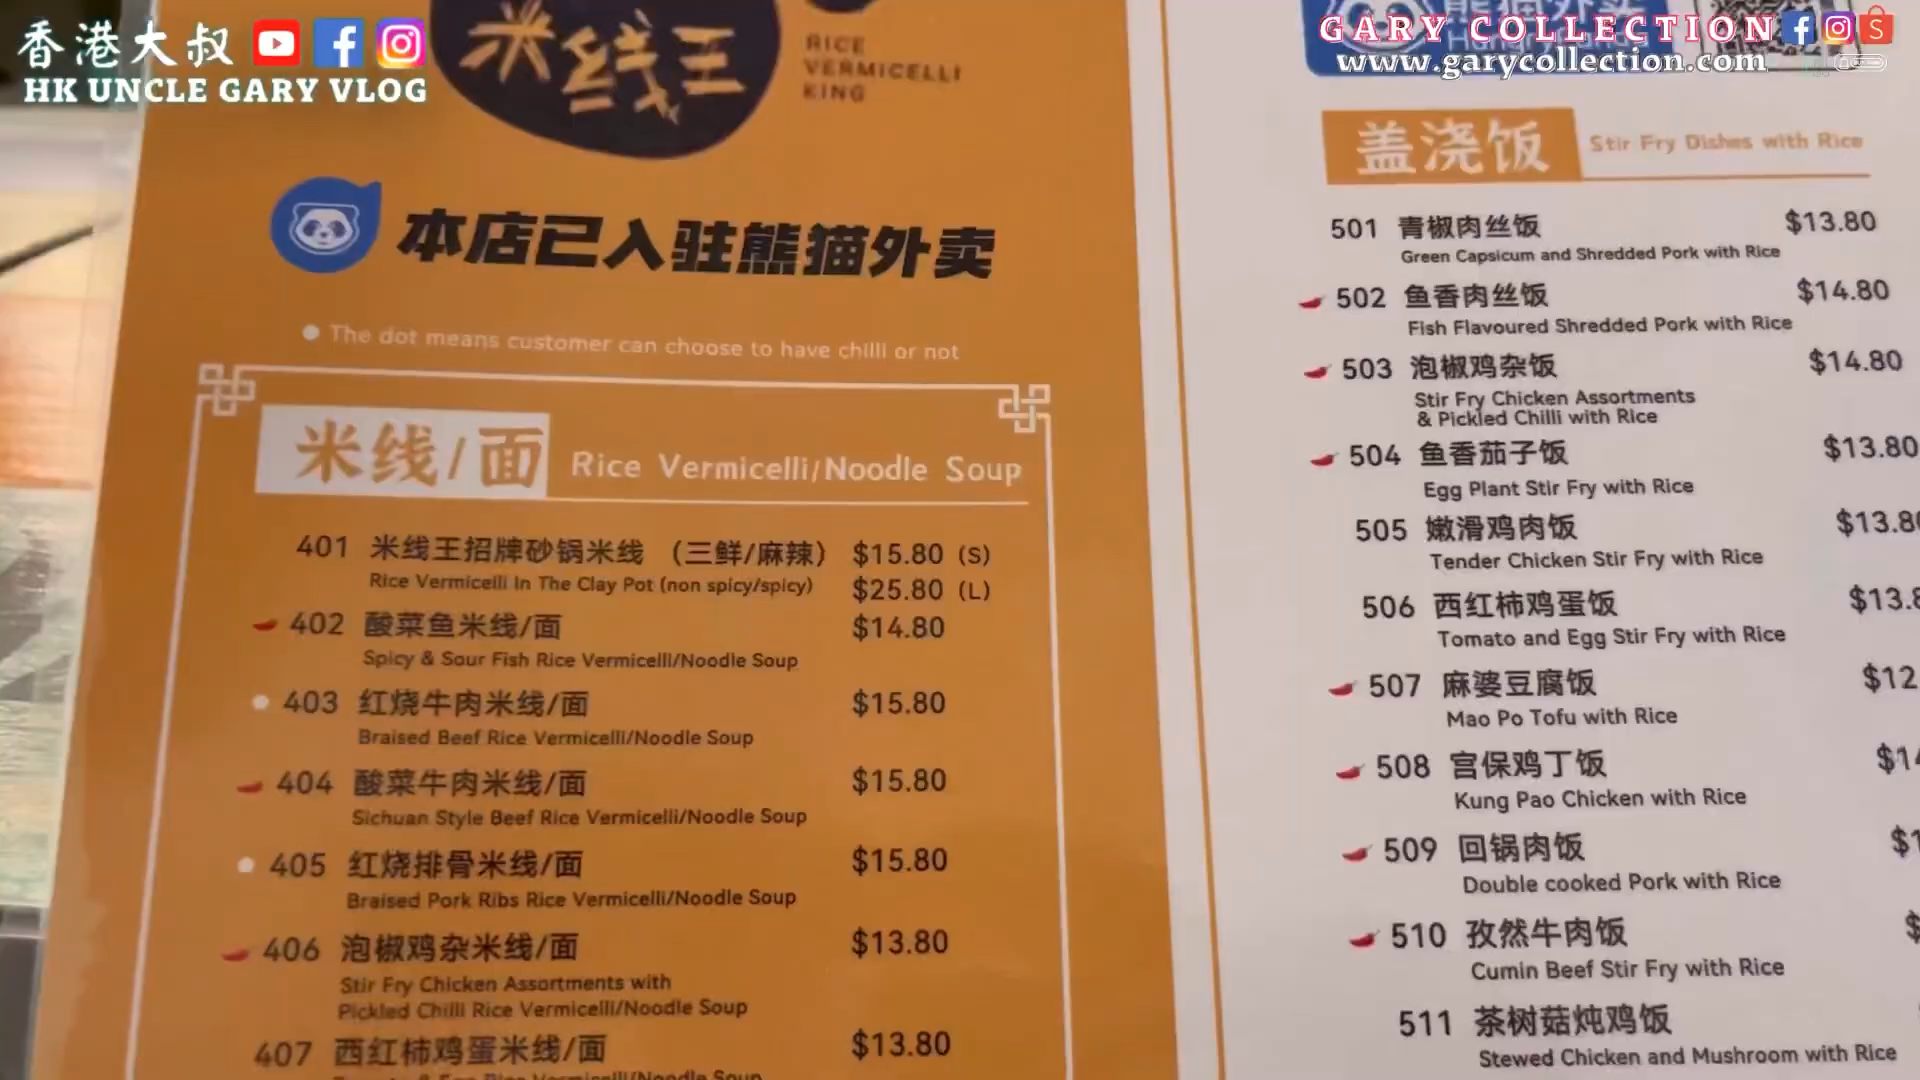 香港大叔
HK UNCLE GARY VLOG
GARY COLLECTION
www.garycollection.com
米线王
RICE
VERMICELLI
KING
本店已入驻熊猫外卖
The dot means customer can choose to have chilli or not
米线/面 Rice Vermicelli/Noodle Soup
401 米线王招牌砂锅米线 （三鲜/麻辣） $15.80 (S)
Rice Vermicelli In The Clay Pot (non spicy/spicy) $25.80 (L)
402 酸菜鱼米线/面 $14.80
Spicy & Sour Fish Rice Vermicelli/Noodle Soup
403 红烧牛肉米线/面 $15.80
Braised Beef Rice Vermicelli/Noodle Soup
404 酸菜牛肉米线/面 $15.80
Sichuan Style Beef Rice Vermicelli/Noodle Soup
405 红烧排骨米线/面 $15.80
Braised Pork Ribs Rice Vermicelli/Noodle Soup
406 泡椒鸡杂米线/面 $13.80
Stir Fry Chicken Assortments with
Pickled Chilli Rice Vermicelli/Noodle Soup
407 西红柿鸡蛋米线/面 $13.80
盖浇饭 Stir Fry Dishes with Rice
501 青椒肉丝饭 $13.80
Green Capsicum and Shredded Pork with Rice
502 鱼香肉丝饭 $14.80
Fish Flavoured Shredded Pork with Rice
503 泡椒鸡杂饭 $14.80
Stir Fry Chicken Assortments
& Pickled Chilli with Rice
504 鱼香茄子饭 $13.80
Egg Plant Stir Fry with Rice
505 嫩滑鸡肉饭 $13.80
Tender Chicken Stir Fry with Rice
506 西红柿鸡蛋饭 $13.8
Tomato and Egg Stir Fry with Rice
507 麻婆豆腐饭 $12
Mao Po Tofu with Rice
508 宫保鸡丁饭 $14
Kung Pao Chicken with Rice
509 回锅肉饭 $1
Double cooked Pork with Rice
510 孜然牛肉饭 $
Cumin Beef Stir Fry with Rice
511 茶树菇炖鸡饭
Stewed Chicken and Mushroom with Rice